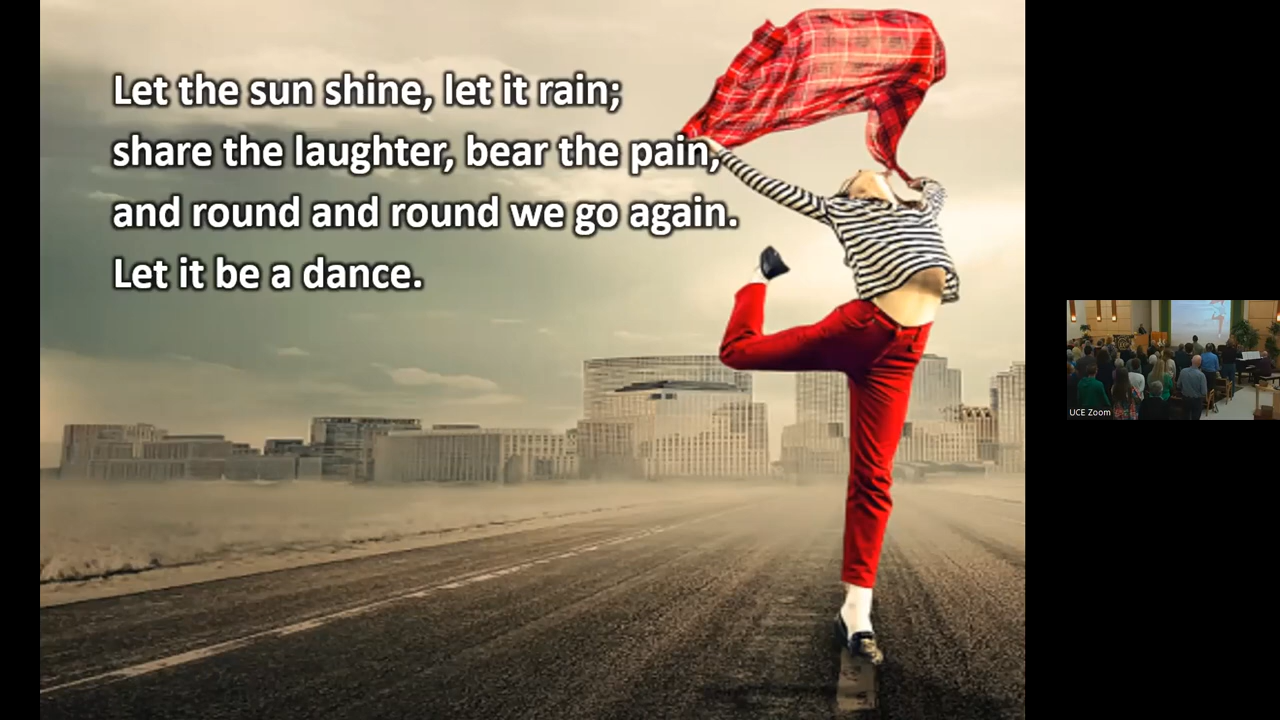 Let the sun shine, let it rain;
share the laughter, bear the pain,
and round and round we go again.
Let it be a dance.
UCE Zoom